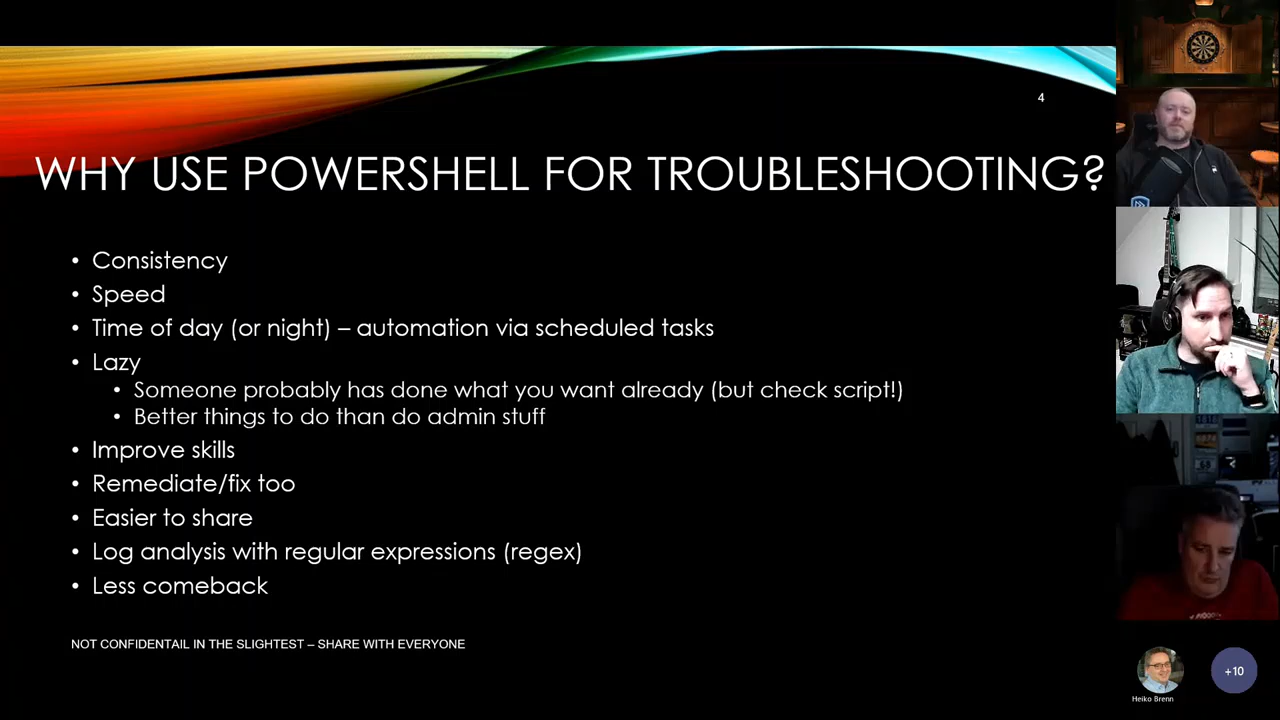 4
WHY USE POWERSHELL FOR TROUBLESHOOTING?
• Consistency
• Speed
• Time of day (or night) – automation via scheduled tasks
• Lazy
• Someone probably has done what you want already (but check script!)
• Better things to do than do admin stuff
• Improve skills
• Remediate/fix too
• Easier to share
• Log analysis with regular expressions (regex)
• Less comeback
NOT CONFIDENTAIL IN THE SLIGHTEST – SHARE WITH EVERYONE
+10
Heiko Brenn